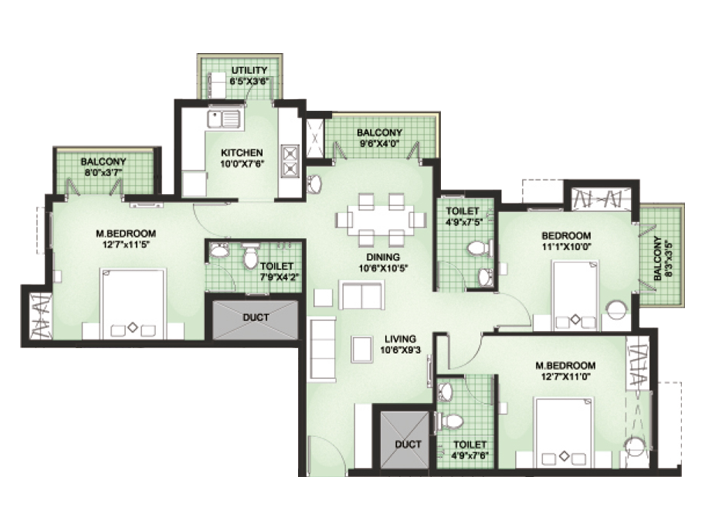 UTILITY
6'5"X3'6"
BALCONY
9'6"X4'0"
KITCHEN
10'0"X7'6"
BALCONY
8'0"x3'7"
M.BEDROOM
12'7"x11'5"
TOILET
4'9"x7'5"
BEDROOM
11'1"X10'0"
BALCONY
8'3"x3'5"
DINING
10'6"X10'5"
TOILET
7'9"X4'2"
DUCT
LIVING
10'6"X9'3
M.BEDROOM
12'7"X11'0"
DUCT
TOILET
4'9"x7'6"